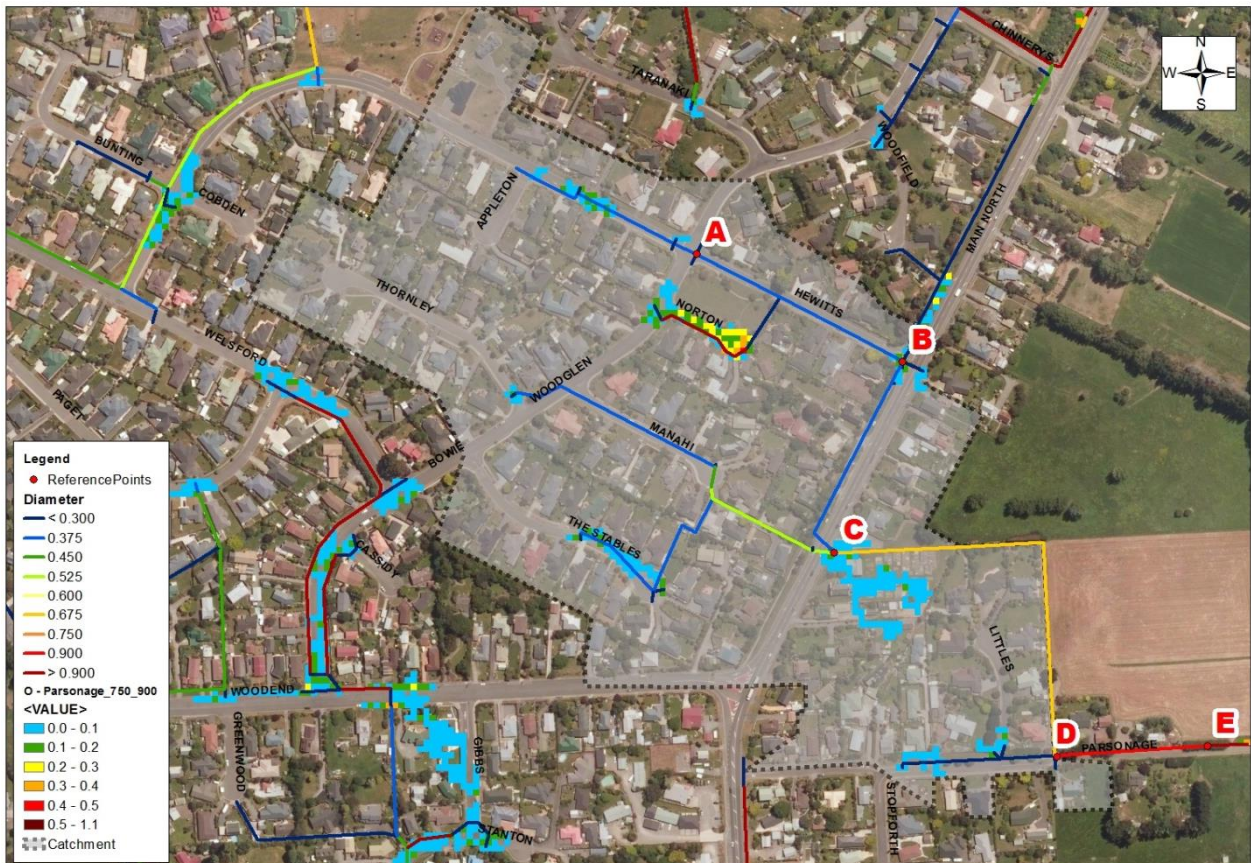 CHINNERYS
N
W E
S
TARANAKI
WOODFIELD
BUNTING
COBDEN
APPLETON
MAIN NORTH
A
THORNLEY
NORTON
HEWITTS
B
WELSFORD
WOODGLEN
PAGET
MANAHI
BOWIE
THE STABLES
C
CASSIDY
LITTLES
WOODEND
GREENWOOD
GIBBS
D
PARSONAGE
E
STOPFORTH
STANTON
Legend
ReferencePoints
Diameter
< 0.300
0.375
0.450
0.525
0.600
0.675
0.750
0.900
> 0.900
O - Parsonage_750_900
<VALUE>
0.0 - 0.1
0.1 - 0.2
0.2 - 0.3
0.3 - 0.4
0.4 - 0.5
0.5 - 1.1
Catchment